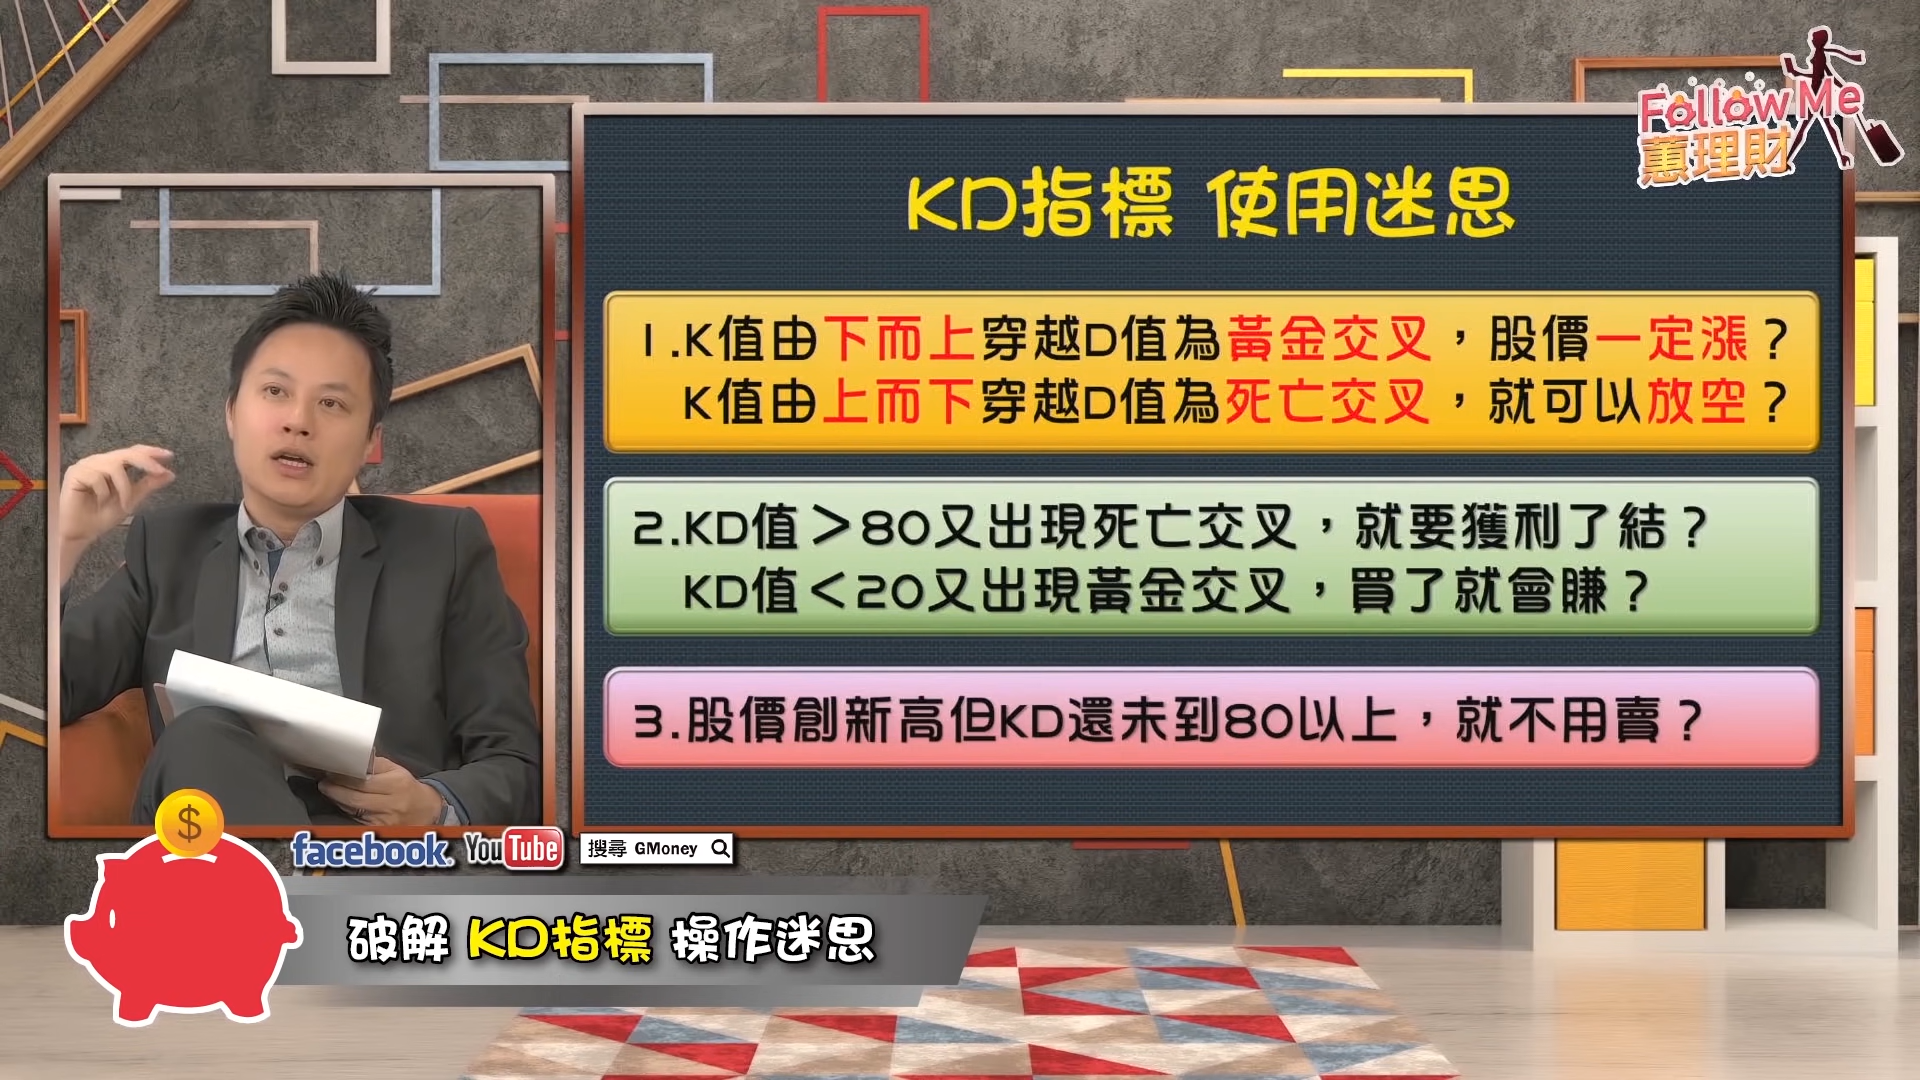 FollowMe
蕙理財
KD指標 使用迷思
1.K值由下而上穿越D值為黃金交叉，股價一定漲？
K值由上而下穿越D值為死亡交叉，就可以放空？
2.KD值＞80又出現死亡交叉，就要獲利了結？
KD值＜20又出現黃金交叉，買了就會賺？
3.股價創新高但KD還未到80以上，就不用賣？
$
facebook. YouTube 搜尋 GMoney
破解 KD指標 操作迷思